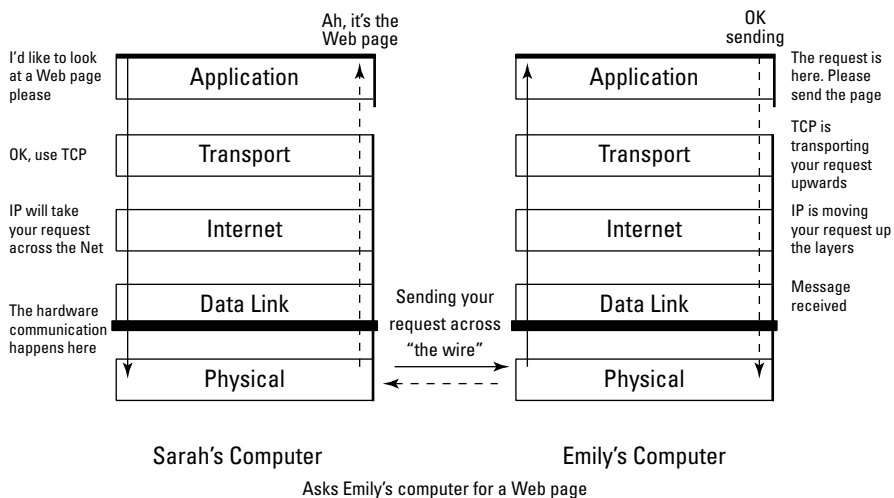 Ah, it's the
Web page
OK
sending
I'd like to look
at a Web page
please
Application
Application
The request is
here. Please
send the page
OK, use TCP
Transport
Transport
TCP is
transporting
your request
upwards
IP will take
your request
across the Net
Internet
Internet
IP is moving
your request up
the layers
The hardware
communication
happens here
Data Link
Sending your
request across
“the wire”
Data Link
Message
received
Physical
Physical
Sarah's Computer
Emily's Computer
Asks Emily's computer for a Web page